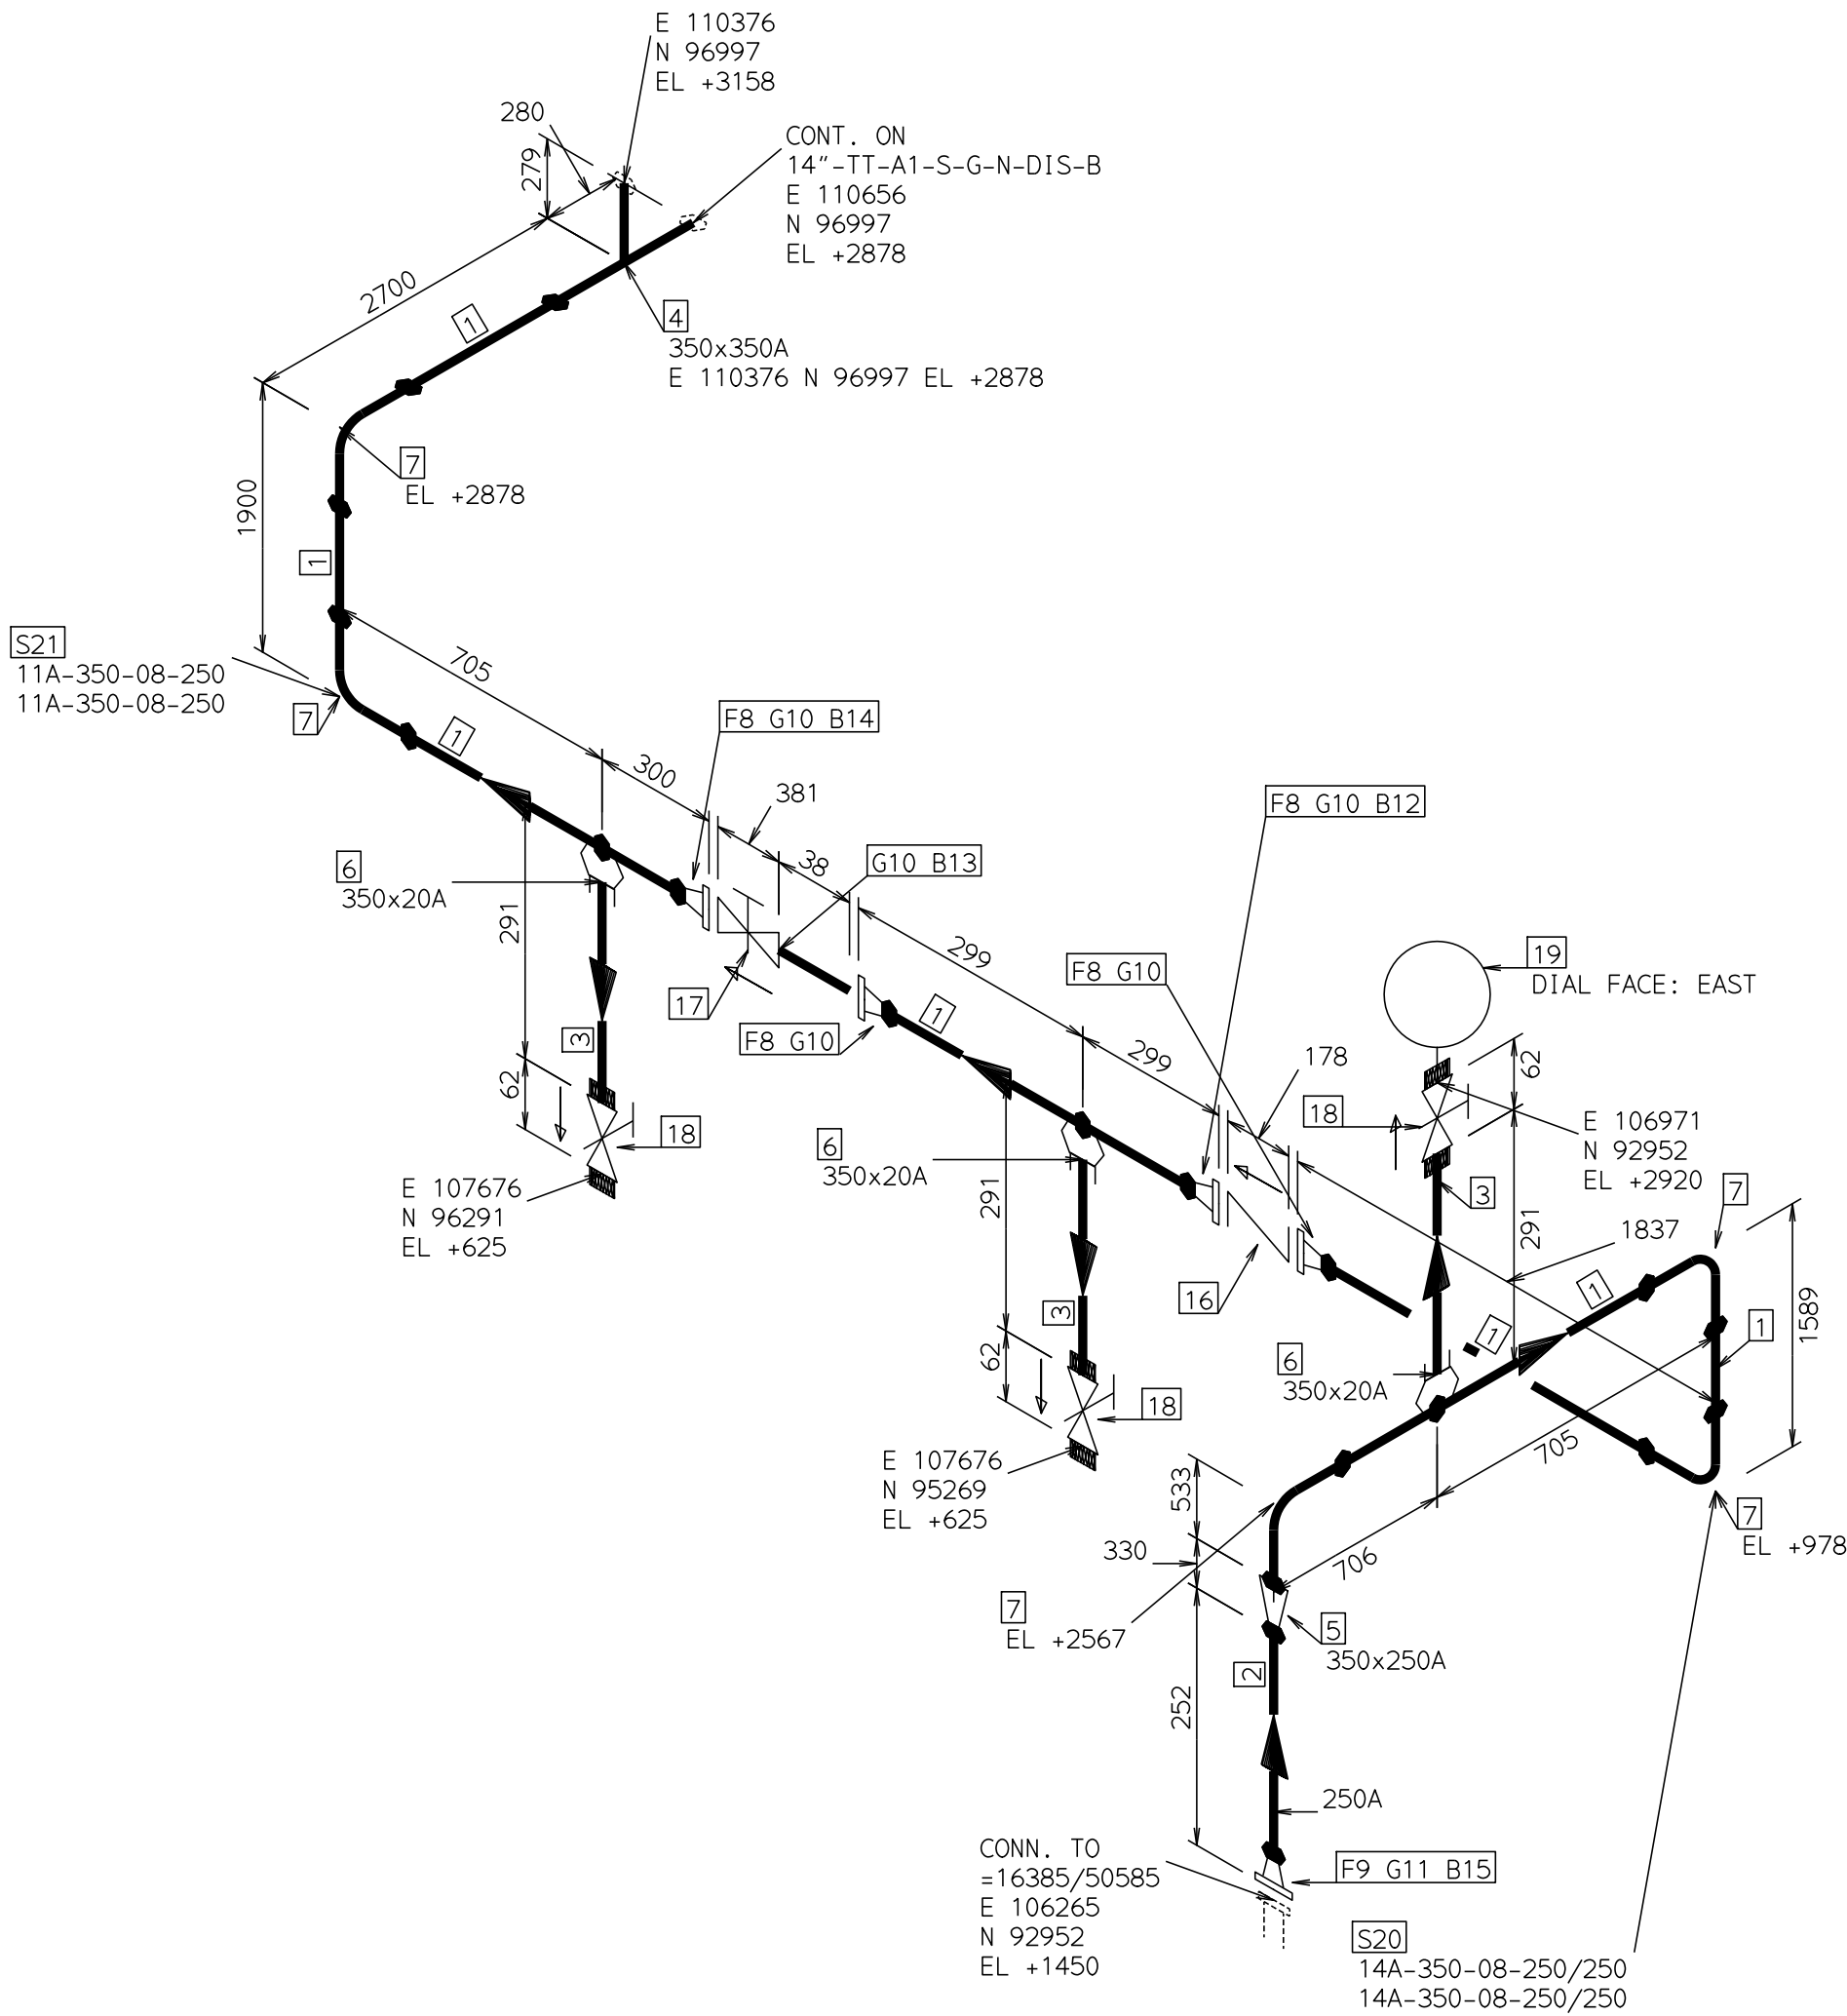 E 110376
N 96997
EL +3158
280
279
CONT. ON
14"-TT-A1-S-G-N-DIS-B
E 110656
N 96997
EL +2878
2700
1
4
350x350A
E 110376 N 96997 EL +2878
7
EL +2878
1900
1
S21
11A-350-08-250
11A-350-08-250
7
705
1
F8 G10 B14
300
381
38
G10 B13
F8 G10 B12
6
350x20A
291
299
F8 G10
17
F8 G10
1
19
DIAL FACE: EAST
3
62
18
299
178
62
18
E 106971
N 92952
EL +2920
6
350x20A
E 107676
N 96291
EL +625
3
7
291
291
1837
16
1
1
1589
3
1
62
6
350x20A
18
705
E 107676
N 95269
EL +625
533
7
EL +978
330
706
7
EL +2567
5
350x250A
2
252
250A
CONN. TO
=16385/50585
E 106265
N 92952
EL +1450
F9 G11 B15
S20
14A-350-08-250/250
14A-350-08-250/250